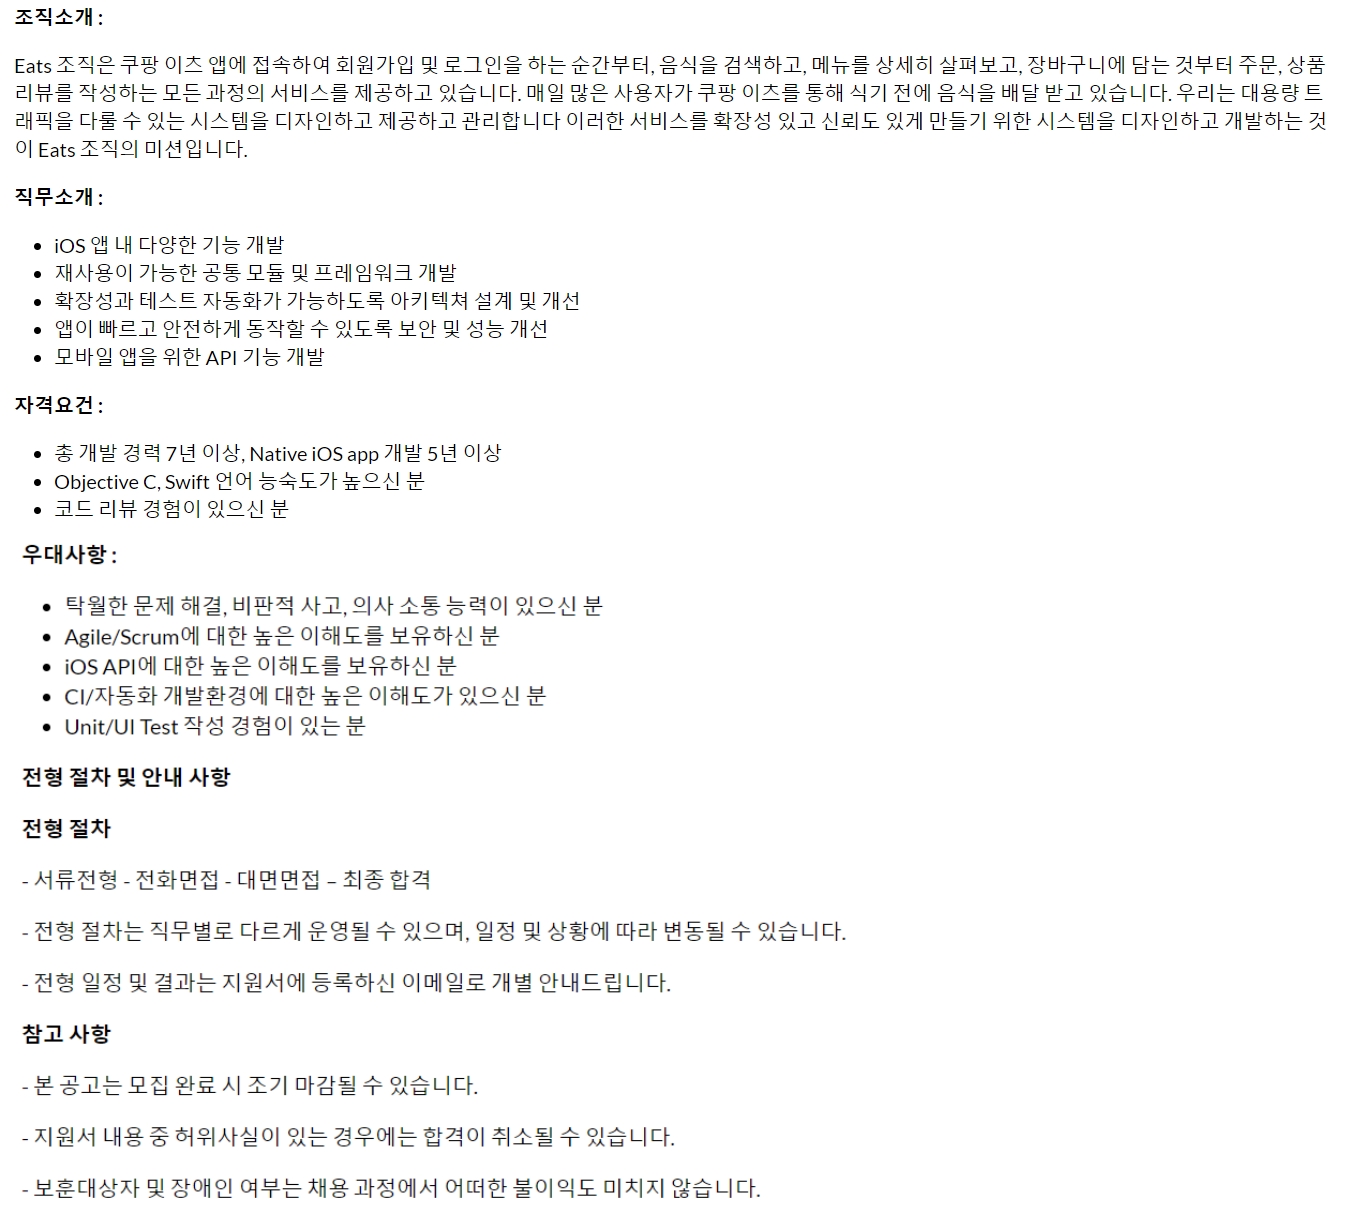 조직소개 :
Eats 조직은 쿠팡 이츠 앱에 접속하여 회원가입 및 로그인을 하는 순간부터, 음식을 검색하고, 메뉴를 상세히 살펴보고, 장바구니에 담는 것부터 주문, 상품
리뷰를 작성하는 모든 과정의 서비스를 제공하고 있습니다. 매일 많은 사용자가 쿠팡 이츠를 통해 식기 전에 음식을 배달 받고 있습니다. 우리는 대용량 트
래픽을 다룰 수 있는 시스템을 디자인하고 제공하고 관리합니다 이러한 서비스를 확장성 있고 신뢰도 있게 만들기 위한 시스템을 디자인하고 개발하는 것
이 Eats 조직의 미션입니다.
직무소개 :
• iOS 앱 내 다양한 기능 개발
• 재사용이 가능한 공통 모듈 및 프레임워크 개발
• 확장성과 테스트 자동화가 가능하도록 아키텍쳐 설계 및 개선
• 앱이 빠르고 안전하게 동작할 수 있도록 보안 및 성능 개선
• 모바일 앱을 위한 API 기능 개발
자격요건 :
• 총 개발 경력 7년 이상, Native iOS app 개발 5년 이상
• Objective C, Swift 언어 능숙도가 높으신 분
• 코드 리뷰 경험이 있으신 분
우대사항 :
• 탁월한 문제 해결, 비판적 사고, 의사 소통 능력이 있으신 분
• Agile/Scrum에 대한 높은 이해도를 보유하신 분
• iOS API에 대한 높은 이해도를 보유하신 분
• CI/자동화 개발환경에 대한 높은 이해도가 있으신 분
• Unit/UI Test 작성 경험이 있는 분
전형 절차 및 안내 사항
전형 절차
- 서류전형 - 전화면접 - 대면면접 – 최종 합격
- 전형 절차는 직무별로 다르게 운영될 수 있으며, 일정 및 상황에 따라 변동될 수 있습니다.
- 전형 일정 및 결과는 지원서에 등록하신 이메일로 개별 안내드립니다.
참고 사항
- 본 공고는 모집 완료 시 조기 마감될 수 있습니다.
- 지원서 내용 중 허위사실이 있는 경우에는 합격이 취소될 수 있습니다.
- 보훈대상자 및 장애인 여부는 채용 과정에서 어떠한 불이익도 미치지 않습니다.